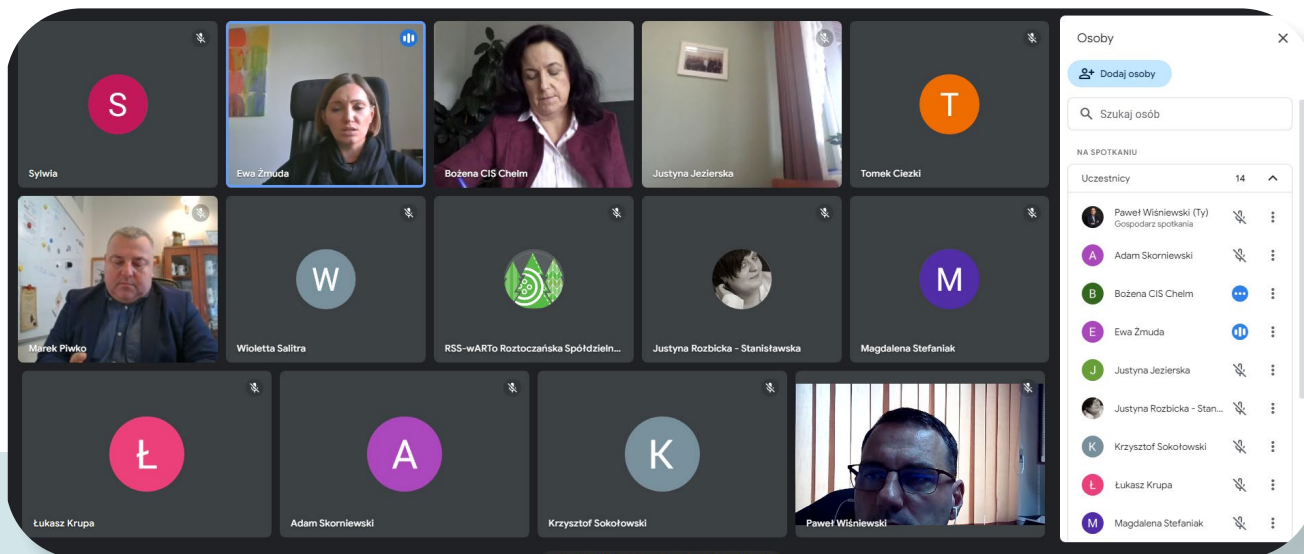 S
Sylwia
Ewa Żmuda
Bożena CIS Chelm
Justyna Jezierska
T
Tomek Ciezki
Marek Piwko
W
Wioletta Salitra
RSS-wARTo Roztoczańska Spółdzieln...
Justyna Rozbicka - Stanisławska
M
Magdalena Stefaniak
Ł
Łukasz Krupa
A
Adam Skorniewski
K
Krzysztof Sokołowski
Paweł Wiśniewski
Osoby
Dodaj osoby
Szukaj osób
NA SPOTKANIU
Uczestnicy 14
Paweł Wiśniewski (Ty)
Gospodarz spotkania
A Adam Skorniewski
B Bożena CIS Chelm
E Ewa Żmuda
J Justyna Jezierska
Justyna Rozbicka - Stan...
K Krzysztof Sokołowski
Ł Łukasz Krupa
M Magdalena Stefaniak